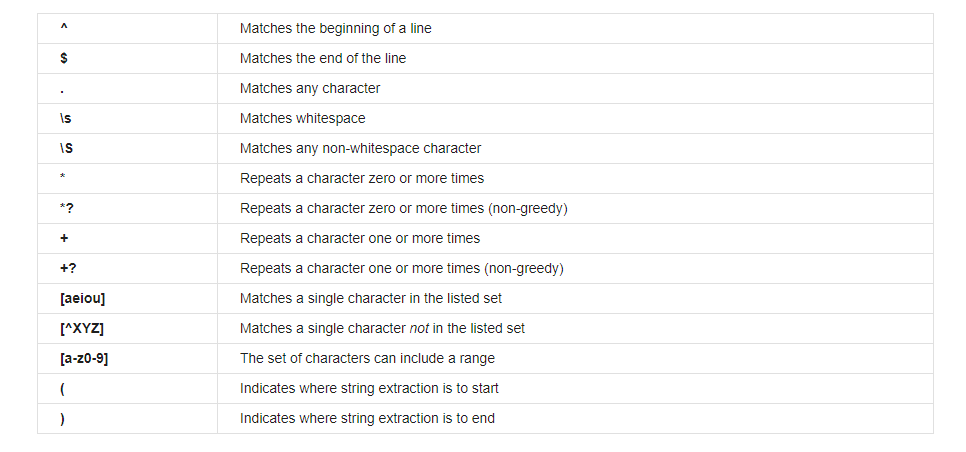 ^ Matches the beginning of a line
$ Matches the end of the line
. Matches any character
\s Matches whitespace
\S Matches any non-whitespace character
* Repeats a character zero or more times
*? Repeats a character zero or more times (non-greedy)
+ Repeats a character one or more times
+? Repeats a character one or more times (non-greedy)
[aeiou] Matches a single character in the listed set
[^XYZ] Matches a single character not in the listed set
[a-z0-9] The set of characters can include a range
( Indicates where string extraction is to start
) Indicates where string extraction is to end